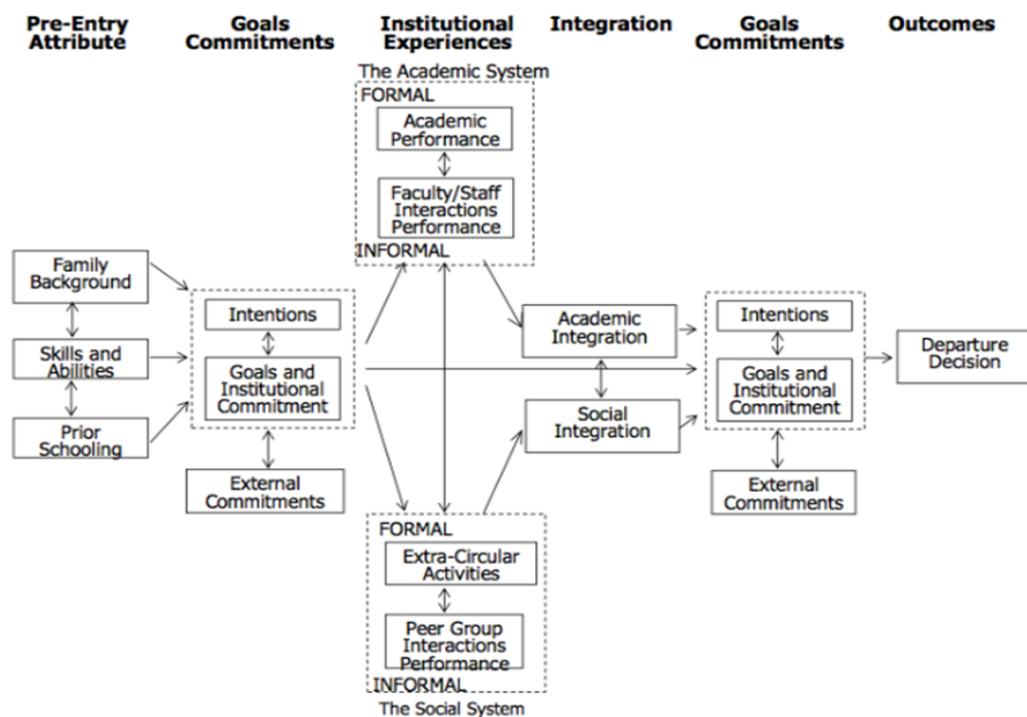 Pre-Entry
Attribute
Goals
Commitments
Institutional
Experiences
Integration
Goals
Commitments
Outcomes
The Academic System
FORMAL
Academic
Performance
Faculty/Staff
Interactions
Performance
INFORMAL
Family
Background
Skills and
Abilities
Prior
Schooling
Intentions
Goals and
Institutional
Commitment
External
Commitments
Academic
Integration
Social
Integration
Intentions
Goals and
Institutional
Commitment
External
Commitments
Departure
Decision
FORMAL
Extra-Circular
Activities
Peer Group
Interactions
Performance
INFORMAL
The Social System